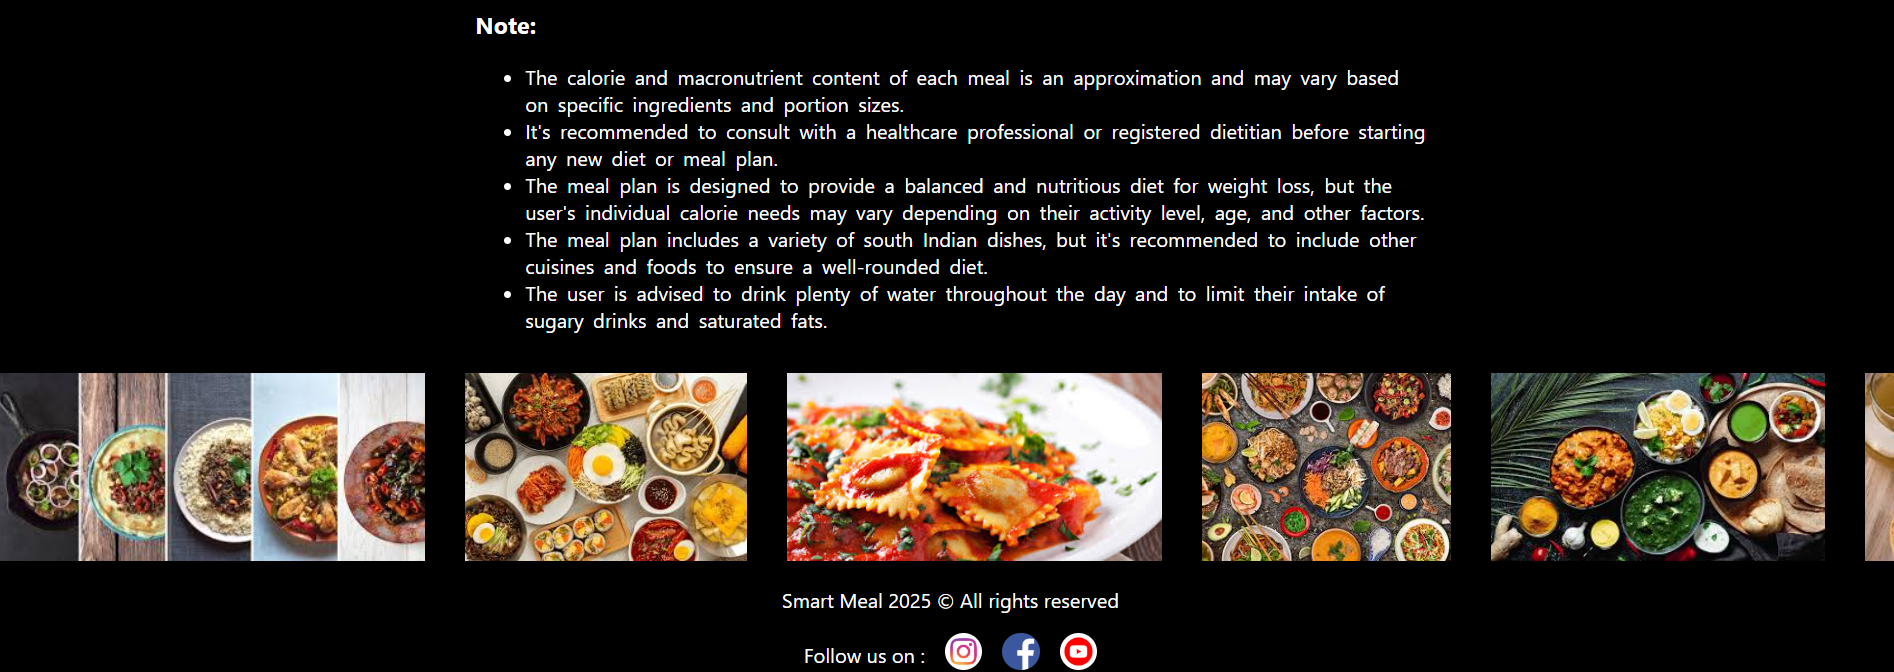 Note:
• The calorie and macronutrient content of each meal is an approximation and may vary based
on specific ingredients and portion sizes.
• It's recommended to consult with a healthcare professional or registered dietitian before starting
any new diet or meal plan.
• The meal plan is designed to provide a balanced and nutritious diet for weight loss, but the
user's individual calorie needs may vary depending on their activity level, age, and other factors.
• The meal plan includes a variety of south Indian dishes, but it's recommended to include other
cuisines and foods to ensure a well-rounded diet.
• The user is advised to drink plenty of water throughout the day and to limit their intake of
sugary drinks and saturated fats.
Smart Meal 2025 © All rights reserved
Follow us on :